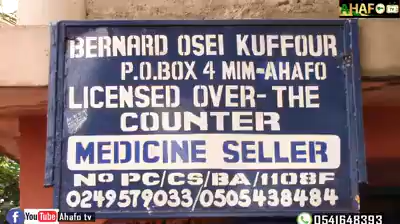 AHAFO TV
BERNARD OSEI KUFFOUR
P.O.BOX 4 MIM-AHAFO
LICENSED OVER-THE
COUNTER
MEDICINE SELLER
Nº PC/CS/BA/1108F
0249579033/0505438484
f YouTube Ahafo tv
0541648393